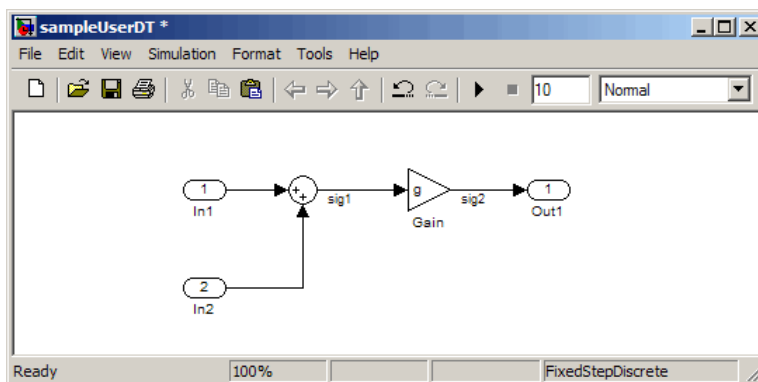 sampleUserDT *
File Edit View Simulation Format Tools Help
10 Normal
1 g 1
In1 sig1 Gain sig2 Out1
2
In2
Ready 100% FixedStepDiscrete